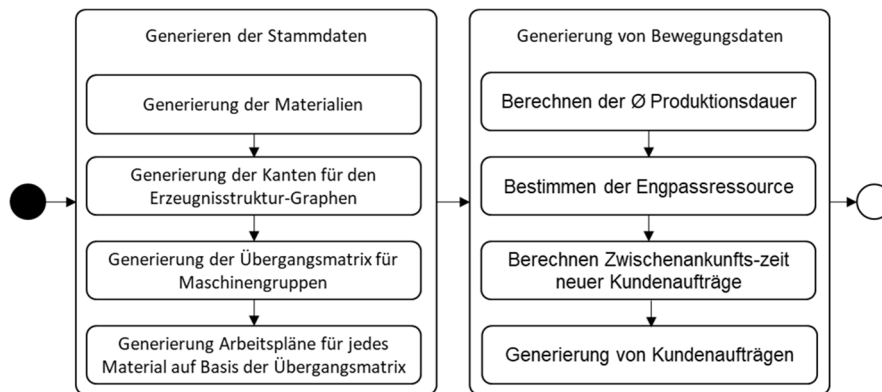 Generieren der Stammdaten
Generierung der Materialien
Generierung der Kanten für den
Erzeugnisstruktur-Graphen
Generierung der Übergangsmatrix für
Maschinengruppen
Generierung Arbeitspläne für jedes
Material auf Basis der Übergangsmatrix
Generierung von Bewegungsdaten
Berechnen der Ø Produktionsdauer
Bestimmen der Engpassressource
Berechnen Zwischenankunfts-zeit
neuer Kundenaufträge
Generierung von Kundenaufträgen